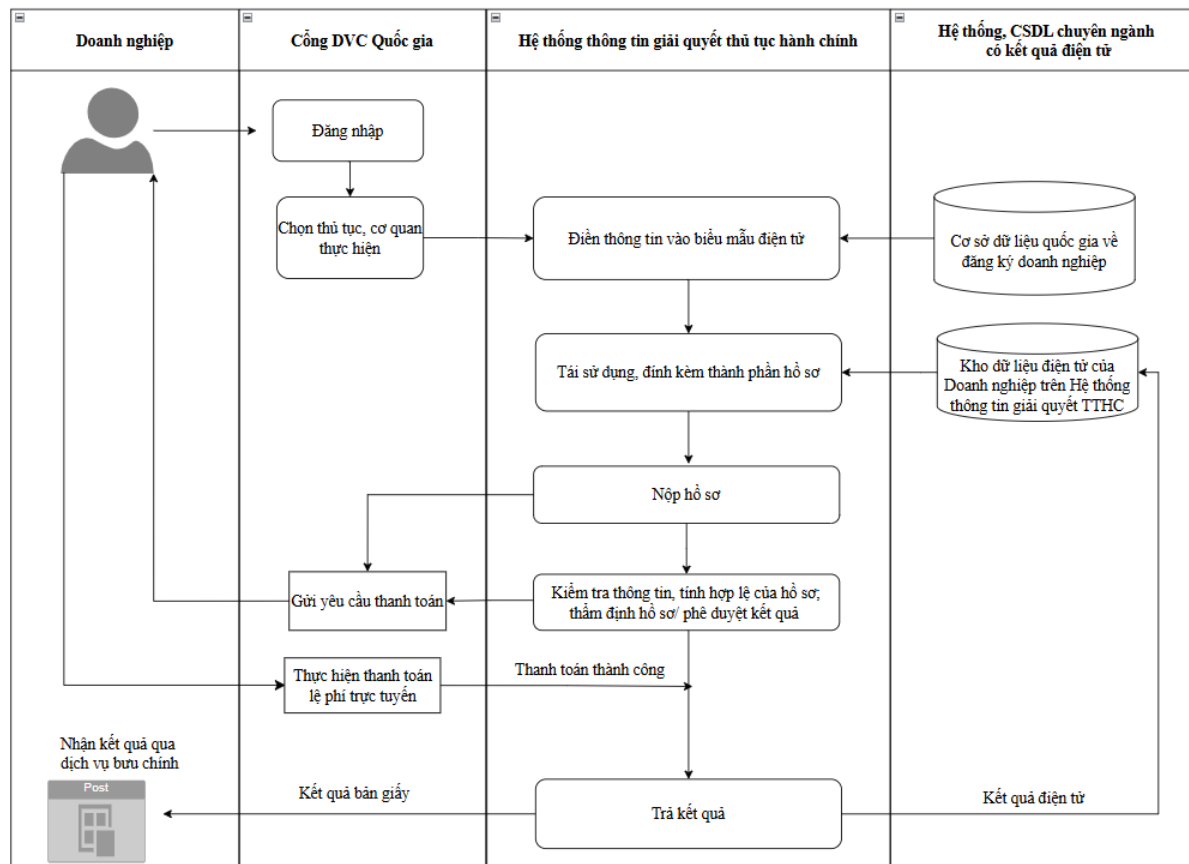 Doanh nghiệp
Cổng DVC Quốc gia
Hệ thống thông tin giải quyết thủ tục hành chính
Hệ thống, CSDL chuyên ngành
có kết quả điện tử
Đăng nhập
Chọn thủ tục, cơ quan
thực hiện
Điền thông tin vào biểu mẫu điện tử
Cơ sở dữ liệu quốc gia về
đăng ký doanh nghiệp
Tái sử dụng, đính kèm thành phần hồ sơ
Kho dữ liệu điện tử của
Doanh nghiệp trên Hệ thống
thông tin giải quyết TTHC
Nộp hồ sơ
Gửi yêu cầu thanh toán
Kiểm tra thông tin, tính hợp lệ của hồ sơ;
thẩm định hồ sơ/ phê duyệt kết quả
Thực hiện thanh toán
lệ phí trực tuyến
Thanh toán thành công
Nhận kết quả qua
dịch vụ bưu chính
Post
Kết quả bản giấy
Trả kết quả
Kết quả điện tử